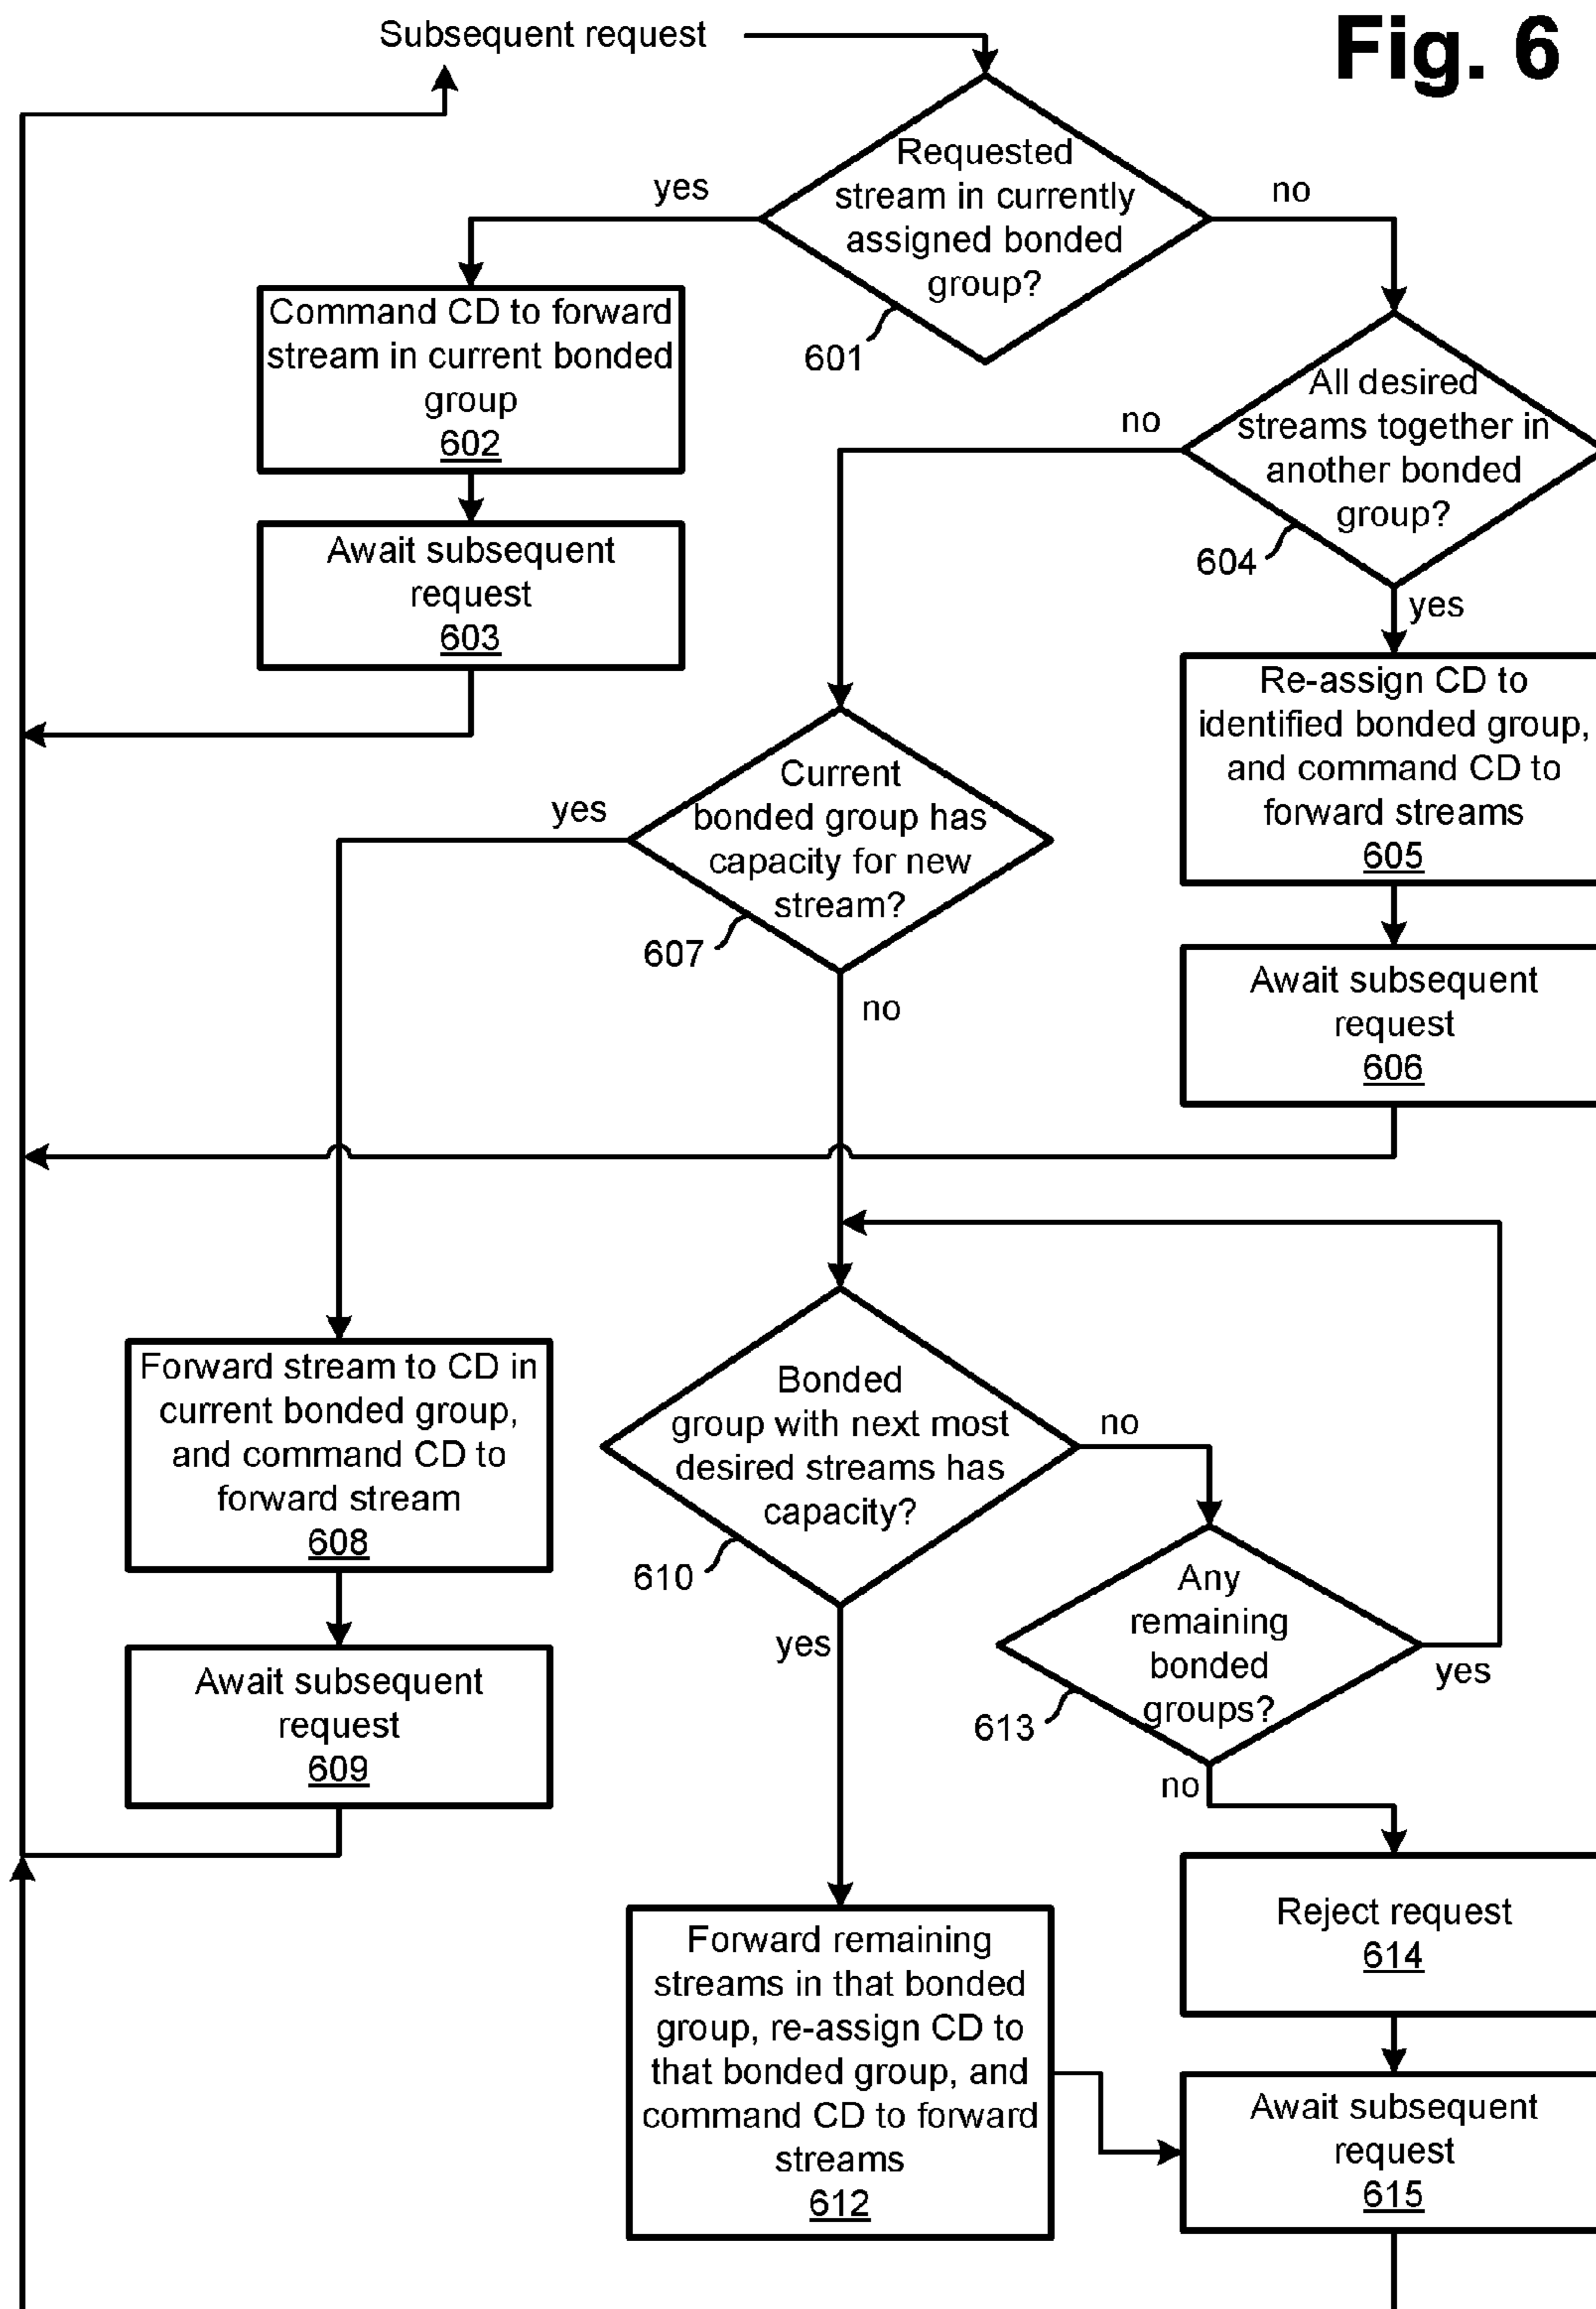 Fig. 6
Subsequent request
Requested
stream in currently
assigned bonded
group?
yes
no
601
Command CD to forward
stream in current bonded
group
602
All desired
streams together in
another bonded
group?
no
604
yes
Await subsequent
request
603
Re-assign CD to
identified bonded group,
and command CD to
forward streams
605
Current
bonded group has
capacity for new
stream?
yes
607
no
Await subsequent
request
606
Forward stream to CD in
current bonded group,
and command CD to
forward stream
608
Bonded
group with next most
desired streams has
capacity?
no
610
yes
Any
remaining
bonded
groups?
yes
613
no
Await subsequent
request
609
Reject request
614
Forward remaining
streams in that bonded
group, re-assign CD to
that bonded group, and
command CD to forward
streams
612
Await subsequent
request
615